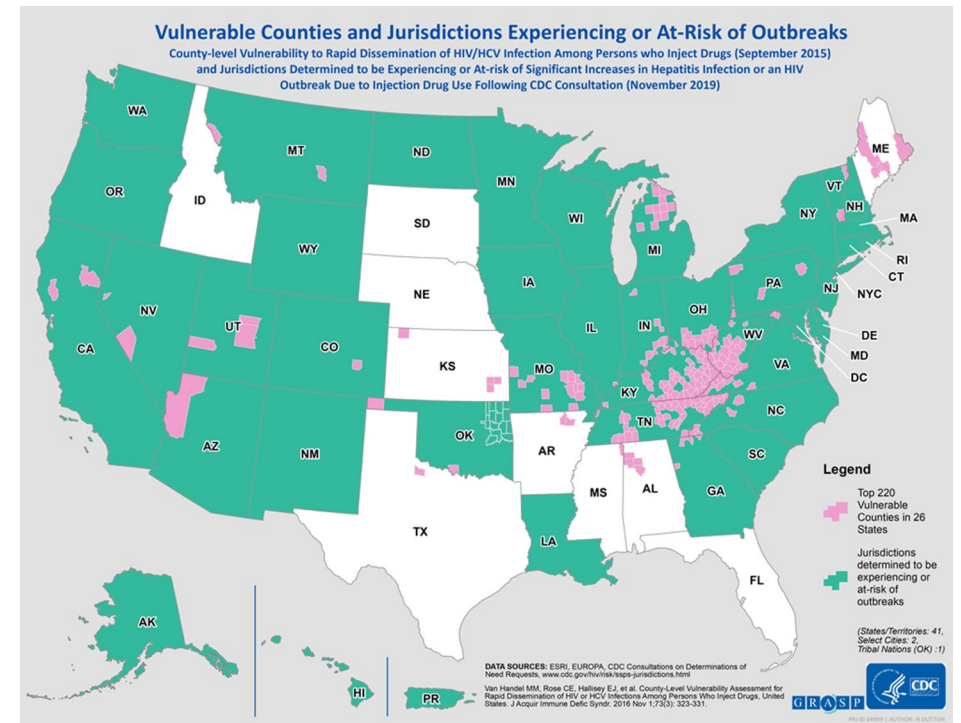 Vulnerable Counties and Jurisdictions Experiencing or At-Risk of Outbreaks
County-level Vulnerability to Rapid Dissemination of HIV/HCV Infection Among Persons who Inject Drugs (September 2015)
and Jurisdictions Determined to be Experiencing or At-risk of Significant Increases in Hepatitis Infection or an HIV
Outbreak Due to Injection Drug Use Following CDC Consultation (November 2019)
WA
MT
ND
MN
ME
OR
ID
SD
WI
MI
VT
NH
NY
MA
WY
RI
CT
NYC
NE
IA
PA
NJ
NV
UT
CO
IL
IN
OH
WV
DE
MD
DC
CA
KS
MO
KY
VA
AZ
NM
OK
AR
TN
NC
SC
TX
LA
MS
AL
GA
FL
AK
HI
PR
Legend
Top 220
Vulnerable
Counties in 26
States
Jurisdictions
determined to be
experiencing or
at-risk of
outbreaks
(States/Territories: 41,
Select Cities: 2,
Tribal Nations (OK) :1)
DATA SOURCES: ESRI, EUROPA, CDC Consultations on Determinations of
Need Requests, www.cdc.gov/hiv/risk/ssps-jurisdictions.html
Van Handel MM, Rose CE, Hallisey EJ, et al. County-Level Vulnerability Assessment for
Rapid Dissemination of HIV or HCV Infections Among Persons Who Inject Drugs, United
States. J Acquir Immune Defic Syndr. 2016 Nov 1;73(3): 323-331.
GRASP
CDC
AUTHOR: N DUTTON